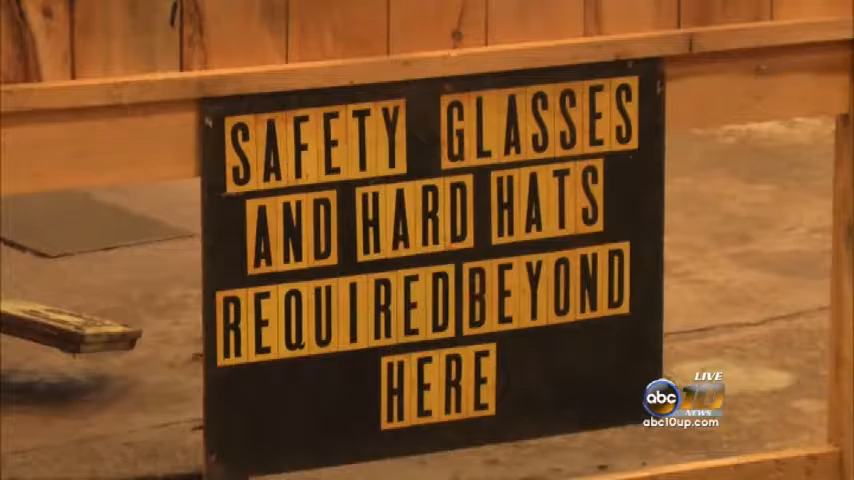 SAFETY GLASSES
AND HARD HATS
REQUIRED BEYOND
HERE
LIVE
abc 10
NEWS
abc10up.com